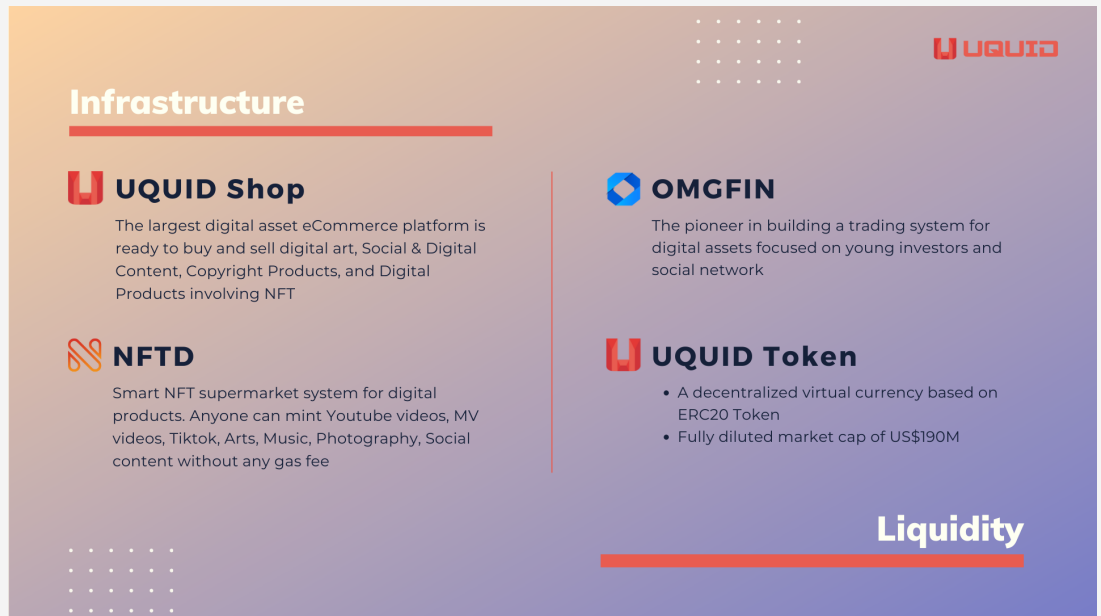 UQUID
Infrastructure
UQUID Shop
The largest digital asset eCommerce platform is
ready to buy and sell digital art, Social & Digital
Content, Copyright Products, and Digital
Products involving NFT
NFTD
Smart NFT supermarket system for digital
products. Anyone can mint Youtube videos, MV
videos, Tiktok, Arts, Music, Photography, Social
content without any gas fee
OMGFIN
The pioneer in building a trading system for
digital assets focused on young investors and
social network
UQUID Token
• A decentralized virtual currency based on
ERC20 Token
• Fully diluted market cap of US$190M
Liquidity